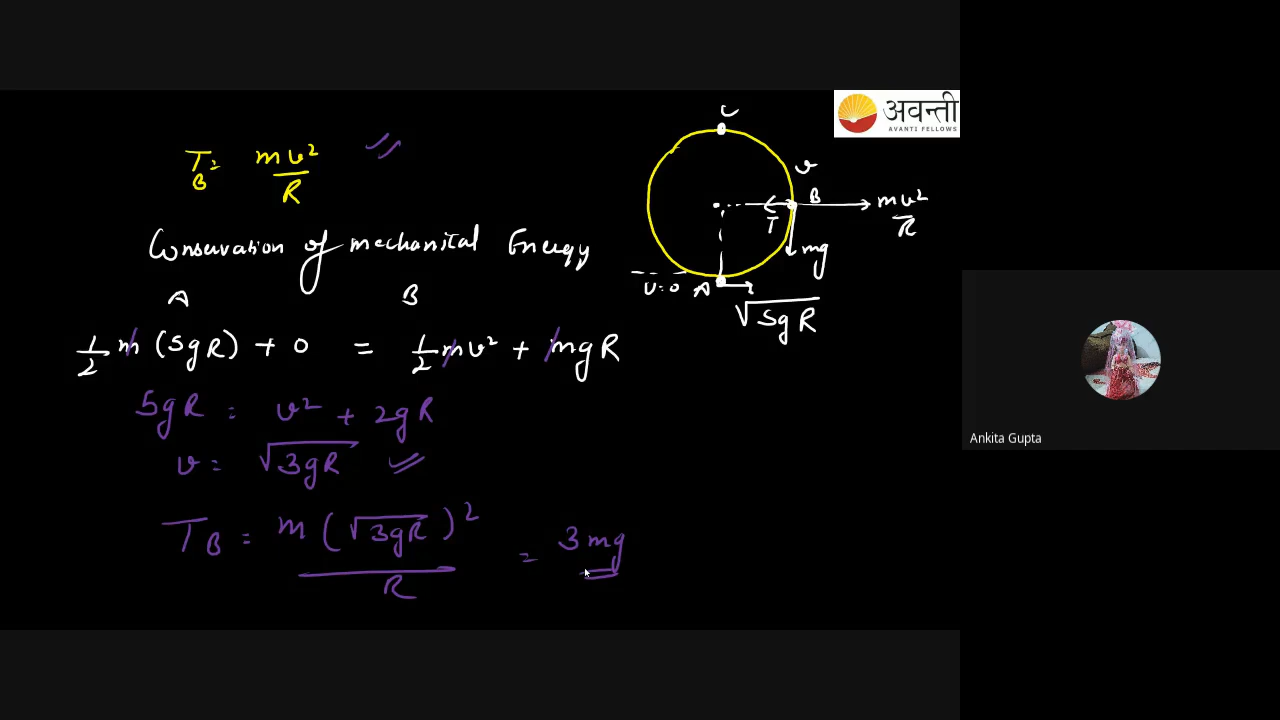 C
अवन्ती
AVANTI FELLOWS
T_B = mv²/R
v
B
mv²/R
T
mg
Conservation of mechanical Energy
U=0
A
√5gR
A B
1/2 m (5gR) + 0 = 1/2 mv² + mgR
5gR = v² + 2gR
v = √3gR
T_B = m(√3gR)²/R = 3mg
Ankita Gupta